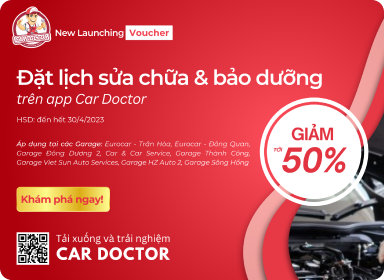 New Launching Voucher
Đặt lịch sửa chữa & bảo dưỡng
trên app Car Doctor
HSD: đến hết 30/4/2023
Áp dụng tại các Garage: Eurocar - Trần Hòa, Eurocar - Đông Quan,
Garage Đông Dương 2, Car & Car Service, Garage Thành Công,
Garage Viet Sun Auto Services, Garage HZ Auto 2, Garage Sông Hồng
GIẢM
TỚI 50%
Khám phá ngay!
Tải xuống và trải nghiệm
CAR DOCTOR